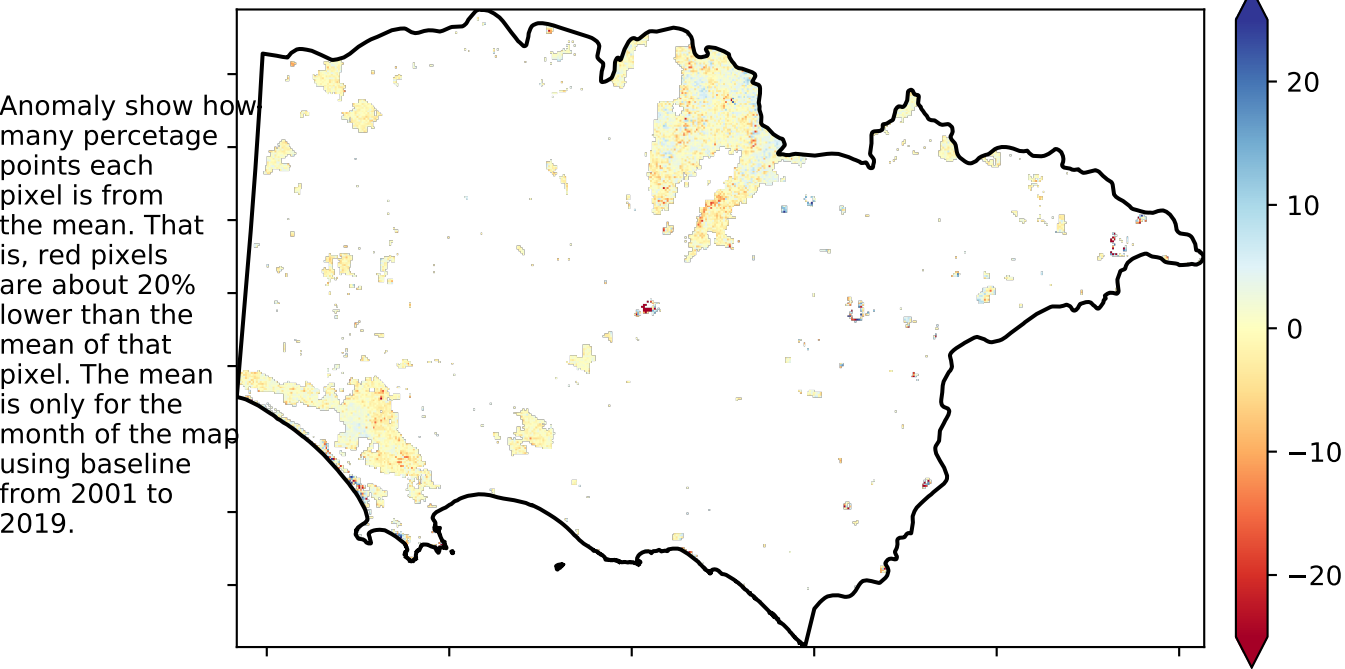 Anomaly show how
many percetage
points each
pixel is from
the mean. That
is, red pixels
are about 20%
lower than the
mean of that
pixel. The mean
is only for the
month of the map
using baseline
from 2001 to
2019.
20
10
0
−10
−20